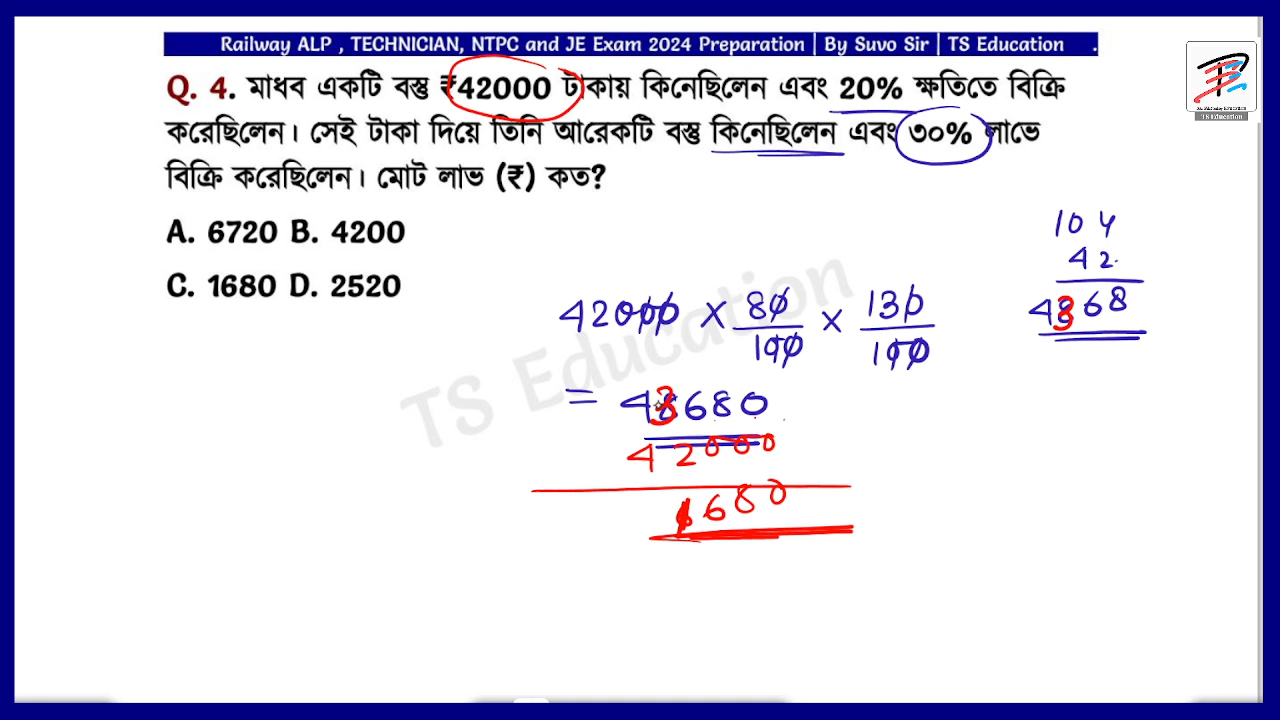 Railway ALP , TECHNICIAN, NTPC and JE Exam 2024 Preparation | By Suvo Sir | TS Education .
Q. 4. মাধব একটি বস্তু ₹42000 টাকায় কিনেছিলেন এবং 20% ক্ষতিতে বিক্রি
করেছিলেন। সেই টাকা দিয়ে তিনি আরেকটি বস্তু কিনেছিলেন এবং ৩০% লাভে
বিক্রি করেছিলেন। মোট লাভ (₹) কত?
A. 6720 B. 4200
C. 1680 D. 2520
104
42
4368
42000 × 80/100 × 130/100
= 43680
42000
1680
TS Education
TS Education